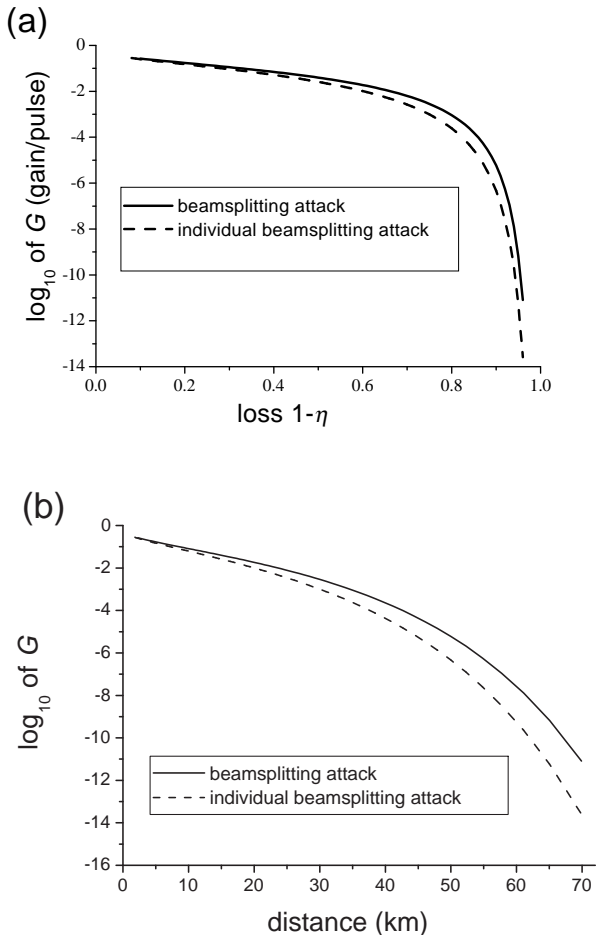 (a)
0
-2
-4
-6
-8
-10
-12
-14
log10 of G (gain/pulse)
beamsplitting attack
individual beamsplitting attack
0.0 0.2 0.4 0.6 0.8 1.0
loss 1-η
(b)
0
-2
-4
-6
-8
-10
-12
-14
-16
log10 of G
beamsplitting attack
individual beamsplitting attack
0 10 20 30 40 50 60 70
distance (km)